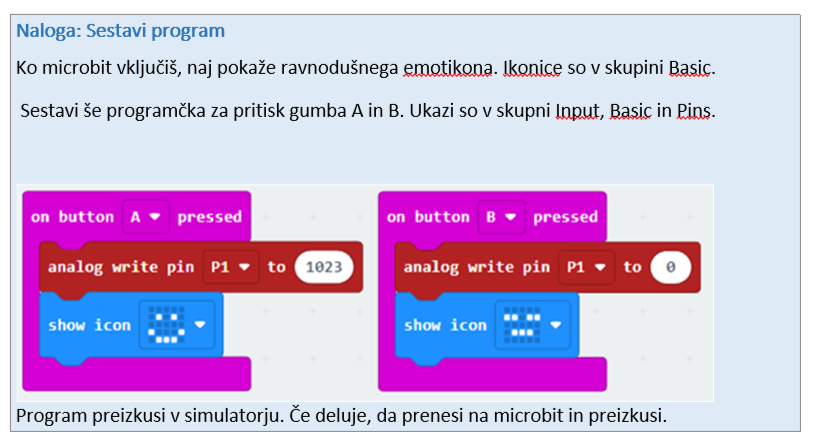 Naloga: Sestavi program
Ko microbit vključiš, naj pokaže ravnodušnega emotikona. Ikonice so v skupini Basic.
Sestavi še programčka za pritisk gumba A in B. Ukazi so v skupni Input, Basic in Pins.
on button A pressed
analog write pin P1 to 1023
show icon
on button B pressed
analog write pin P1 to 0
show icon
Program preizkusi v simulatorju. Če deluje, da prenesi na microbit in preizkusi.